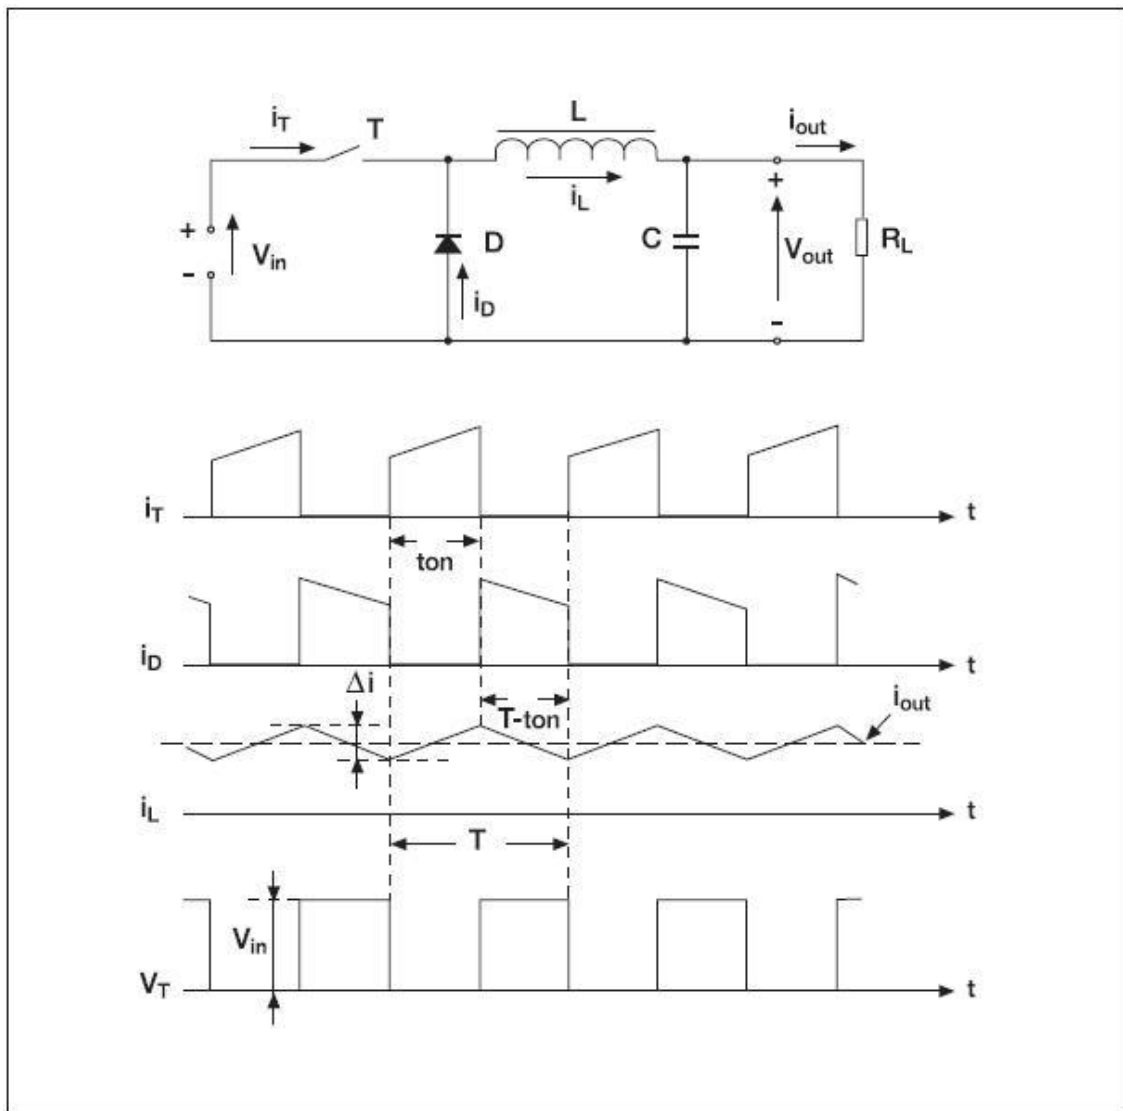 iT T L iout
iL
+ Vin - D C + Vout - RL
iD
iT t
ton
iD t
Δi
T-ton iout
iL t
T
Vin
VT t